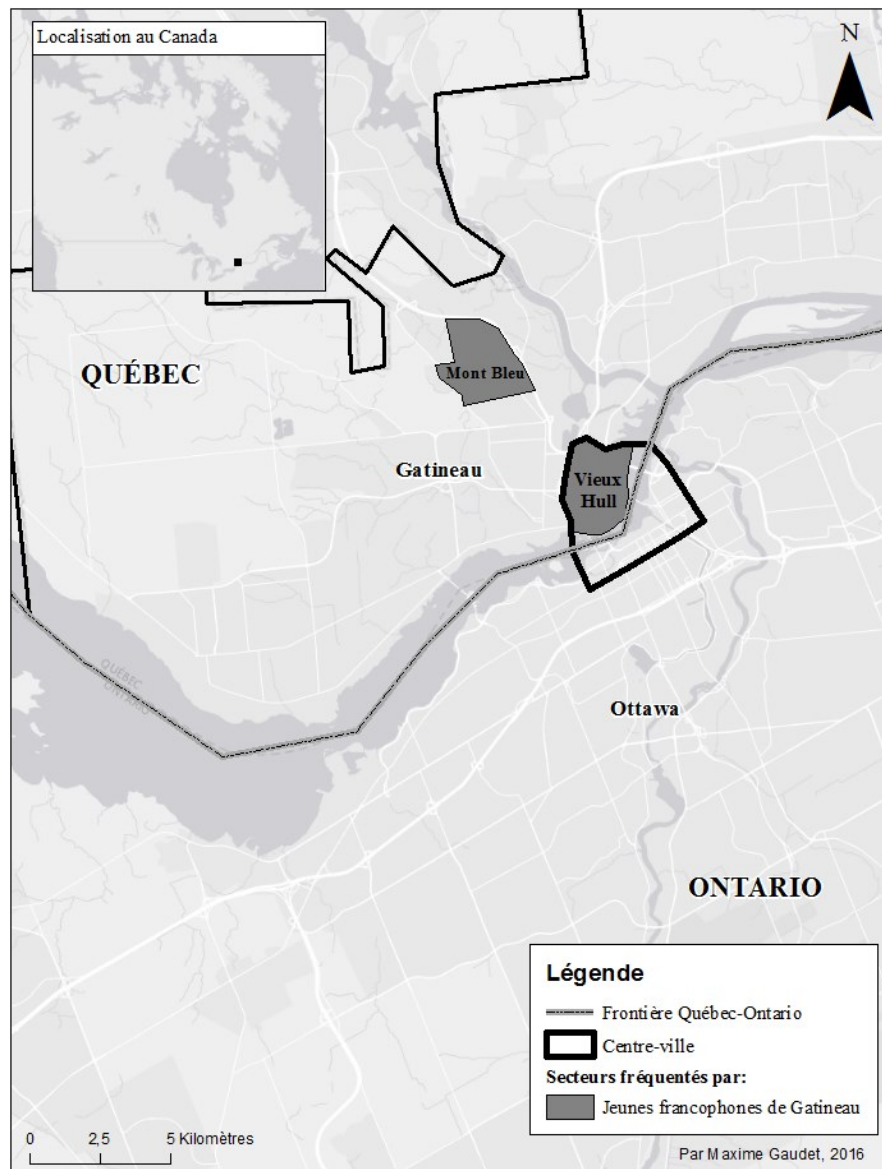 Localisation au Canada
N
QUÉBEC
Mont Bleu
Gatineau
Vieux
Hull
QUÉBEC
ONTARIO
Ottawa
ONTARIO
Légende
Frontière Québec-Ontario
Centre-ville
Secteurs fréquentés par:
Jeunes francophones de Gatineau
0 2,5 5 Kilomètres
Par Maxime Gaudet, 2016